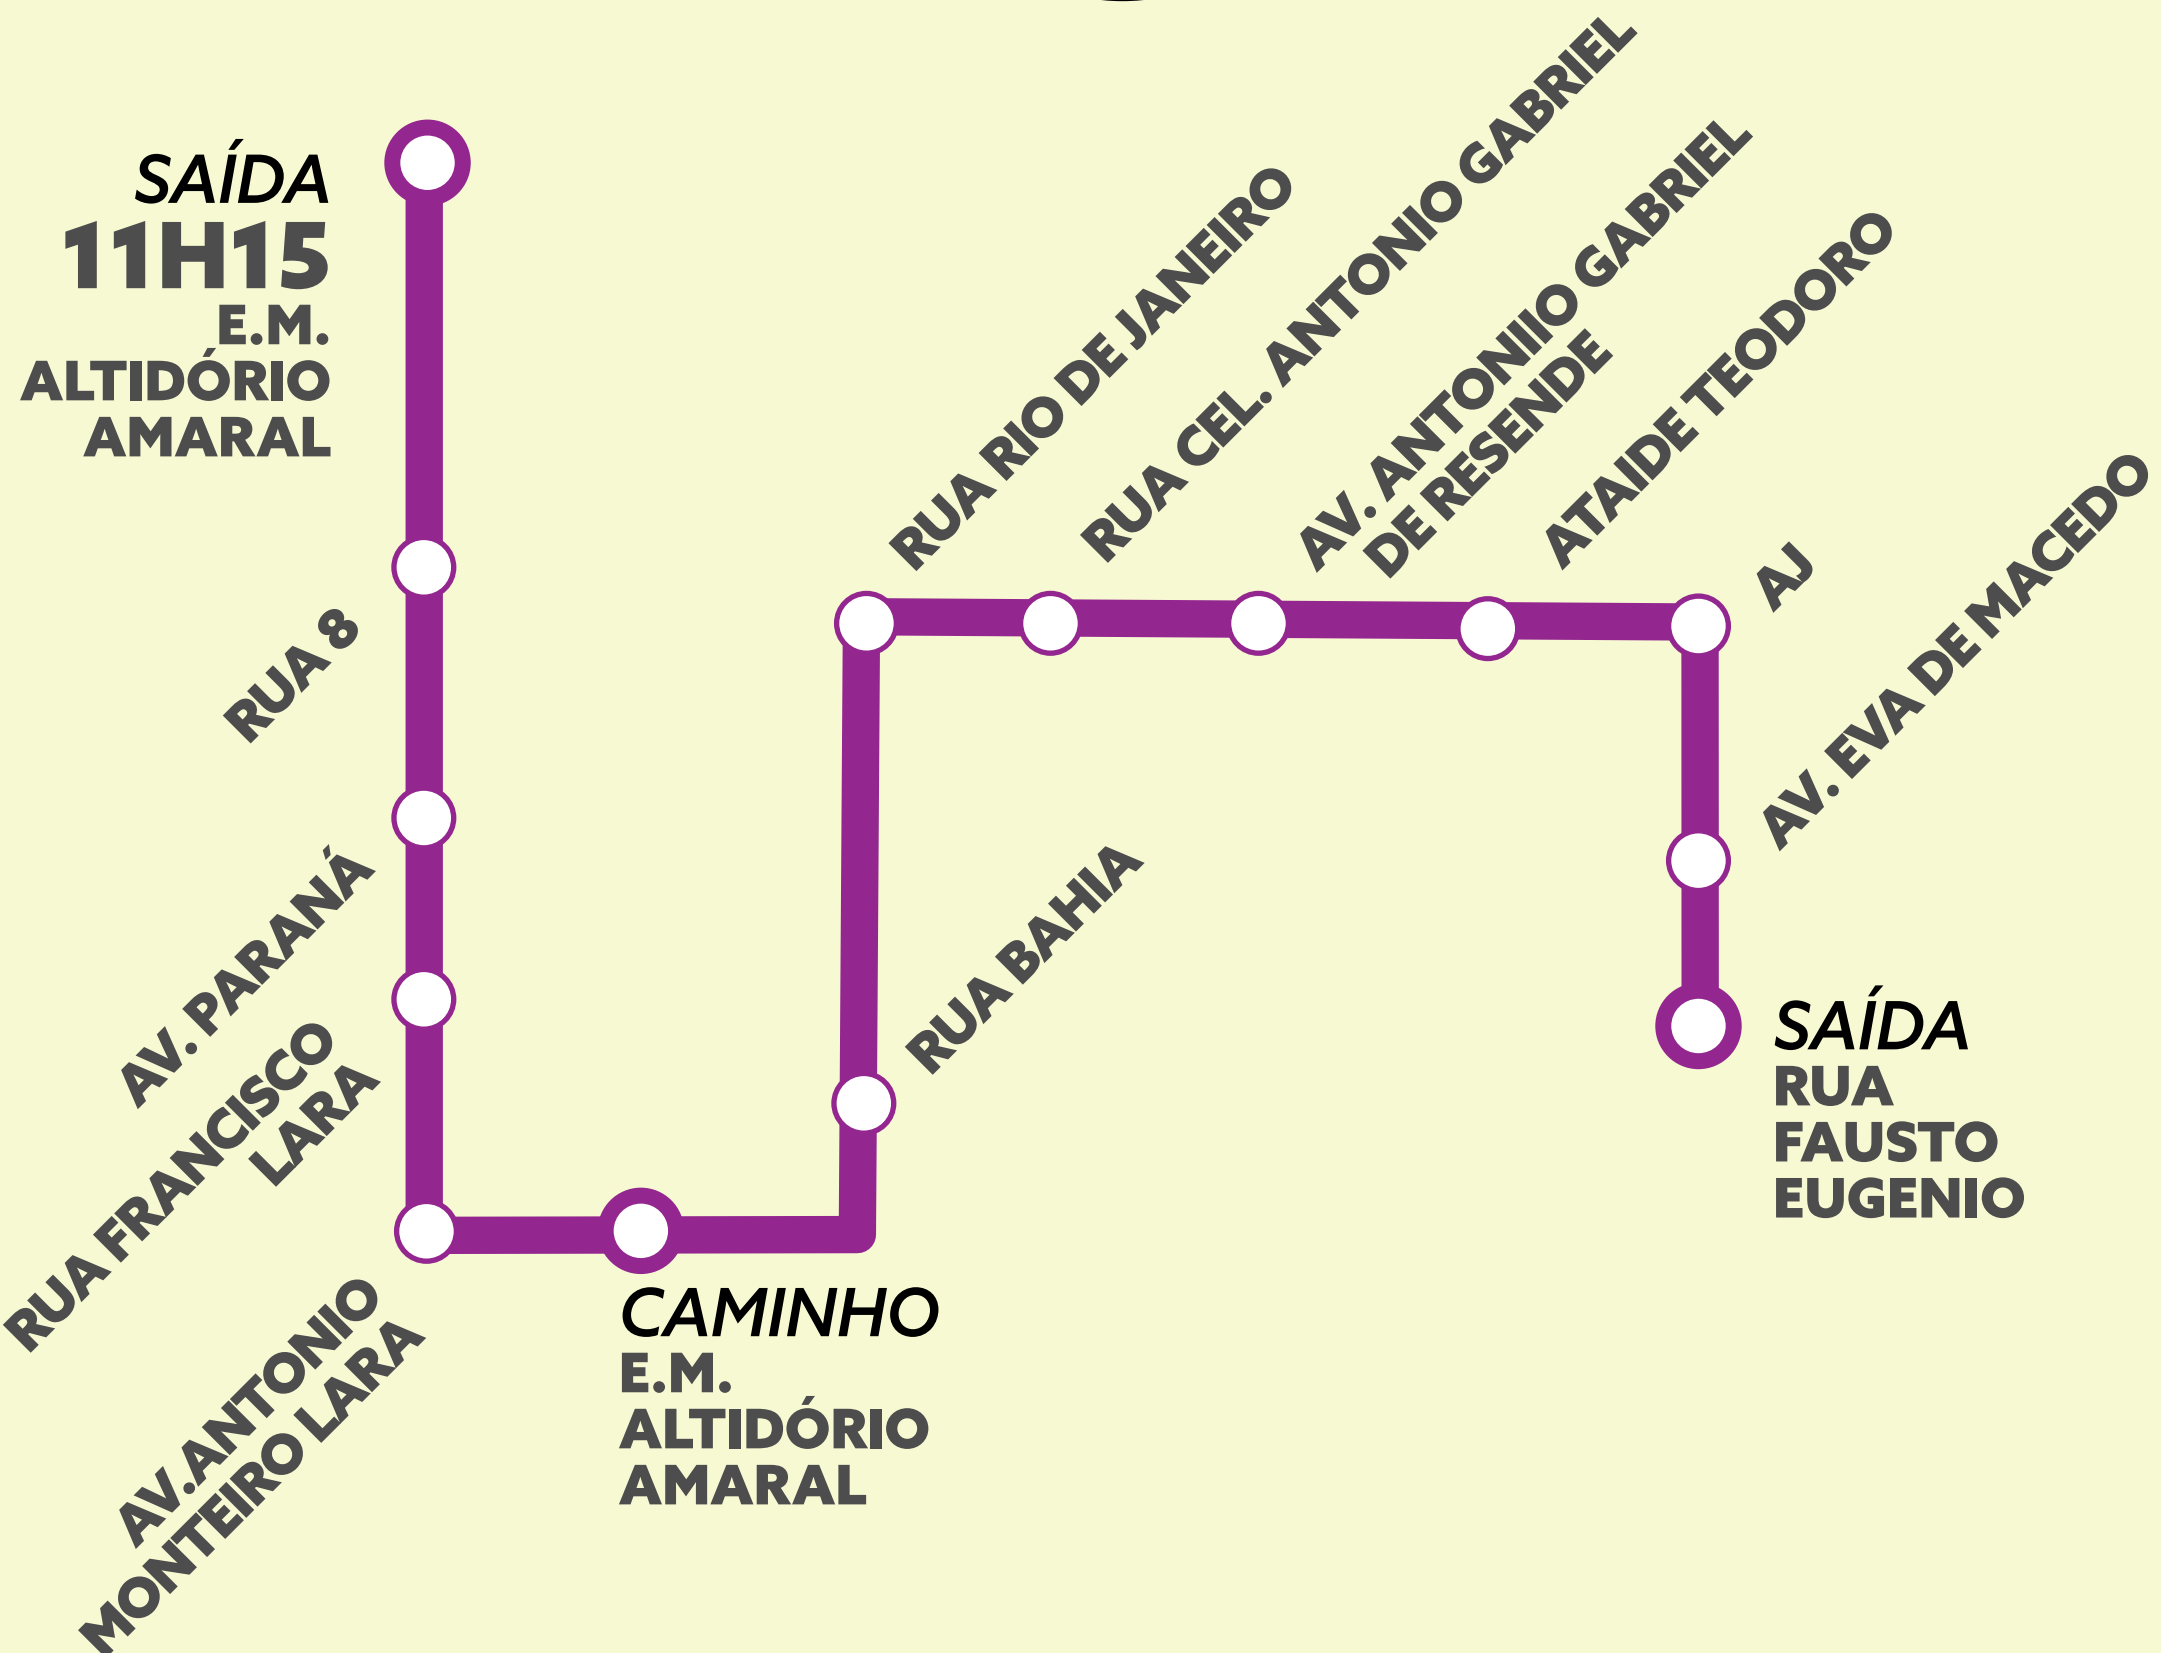 SAÍDA
11H15
E.M.
ALTIDÓRIO
AMARAL
RUA 8
AV. PARANÁ
RUA FRANCISCO
LARA
AV.ANTONIO
MONTEIRO LARA
CAMINHO
E.M.
ALTIDÓRIO
AMARAL
RUA BAHIA
RUA RIO DE JANEIRO
RUA CEL. ANTONIO GABRIEL
AV. ANTONIIO GABRIEL
DE RESENDE
ATAIDE TEODORO
AJ
AV. EVA DE MACEDO
SAÍDA
RUA
FAUSTO
EUGENIO